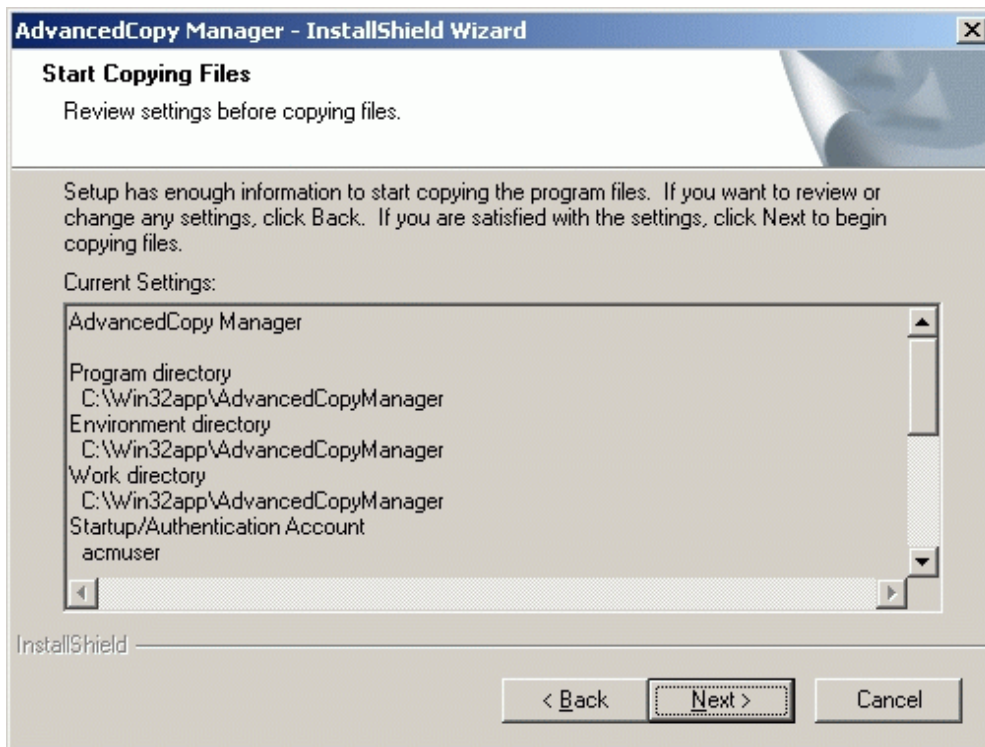 AdvancedCopy Manager - InstallShield Wizard
Start Copying Files
Review settings before copying files.
Setup has enough information to start copying the program files. If you want to review or
change any settings, click Back. If you are satisfied with the settings, click Next to begin
copying files.
Current Settings:
AdvancedCopy Manager
Program directory
C:\Win32app\AdvancedCopyManager
Environment directory
C:\Win32app\AdvancedCopyManager
Work directory
C:\Win32app\AdvancedCopyManager
Startup/Authentication Account
acmuser
InstallShield
< Back
Next >
Cancel